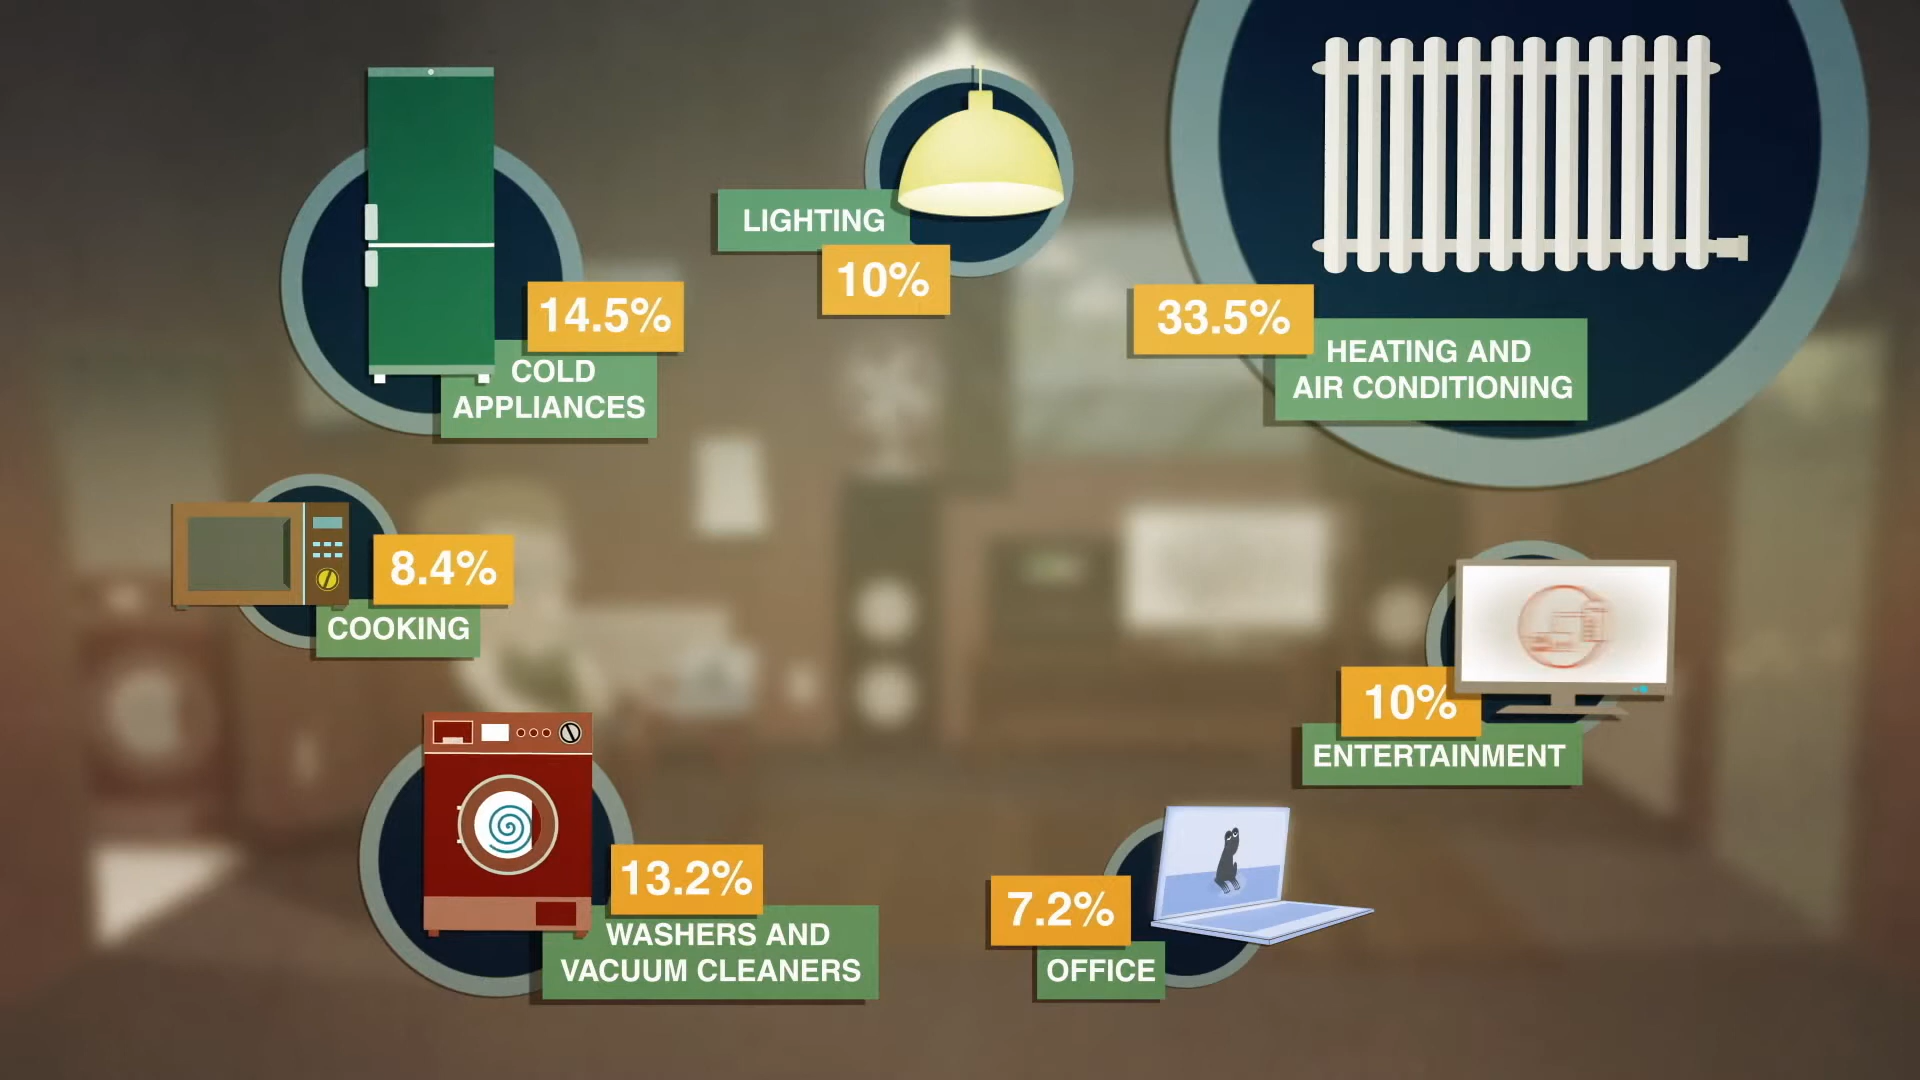 LIGHTING
10%
14.5%
COLD
APPLIANCES
33.5%
HEATING AND
AIR CONDITIONING
8.4%
COOKING
10%
ENTERTAINMENT
13.2%
WASHERS AND
VACUUM CLEANERS
7.2%
OFFICE